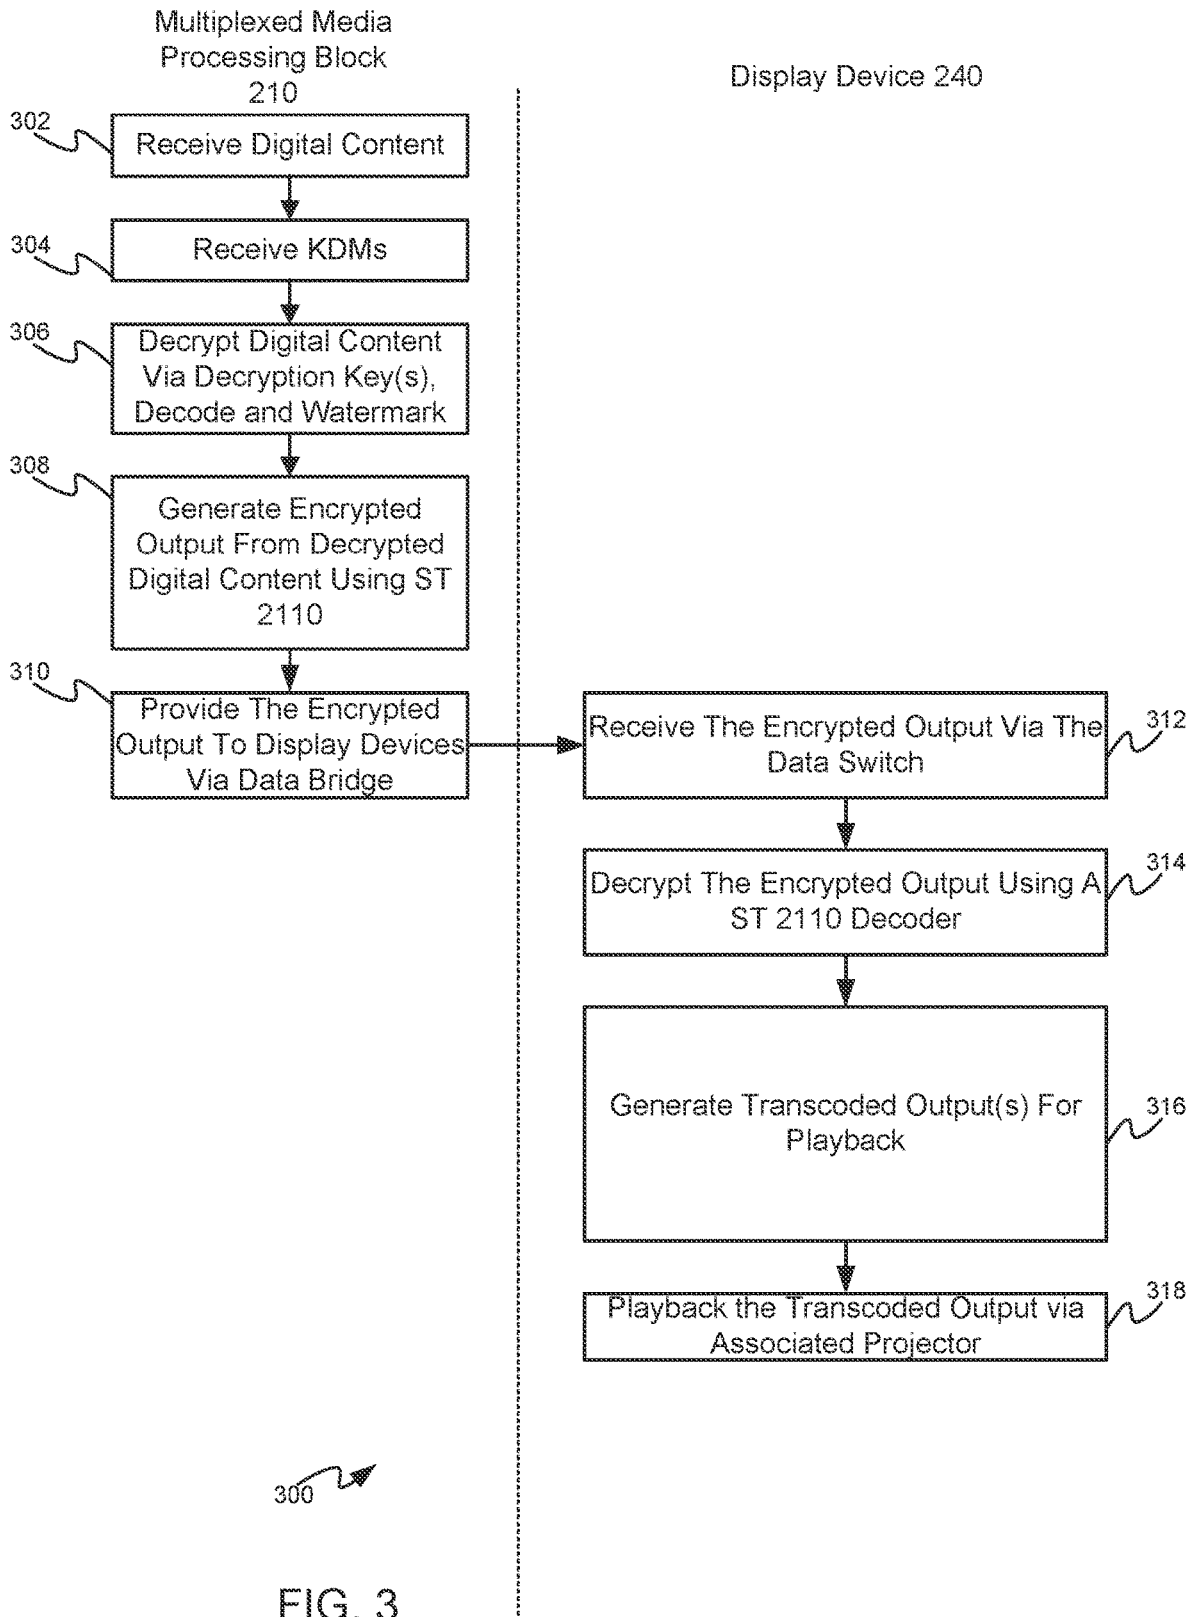 Multiplexed Media
Processing Block
210
302
Receive Digital Content
304
Receive KDMs
306
Decrypt Digital Content
Via Decryption Key(s),
Decode and Watermark
308
Generate Encrypted
Output From Decrypted
Digital Content Using ST
2110
310
Provide The Encrypted
Output To Display Devices
Via Data Bridge
Display Device 240
Receive The Encrypted Output Via The
Data Switch
312
Decrypt The Encrypted Output Using A
ST 2110 Decoder
314
Generate Transcoded Output(s) For
Playback
316
Playback the Transcoded Output via
Associated Projector
318
300
FIG. 3